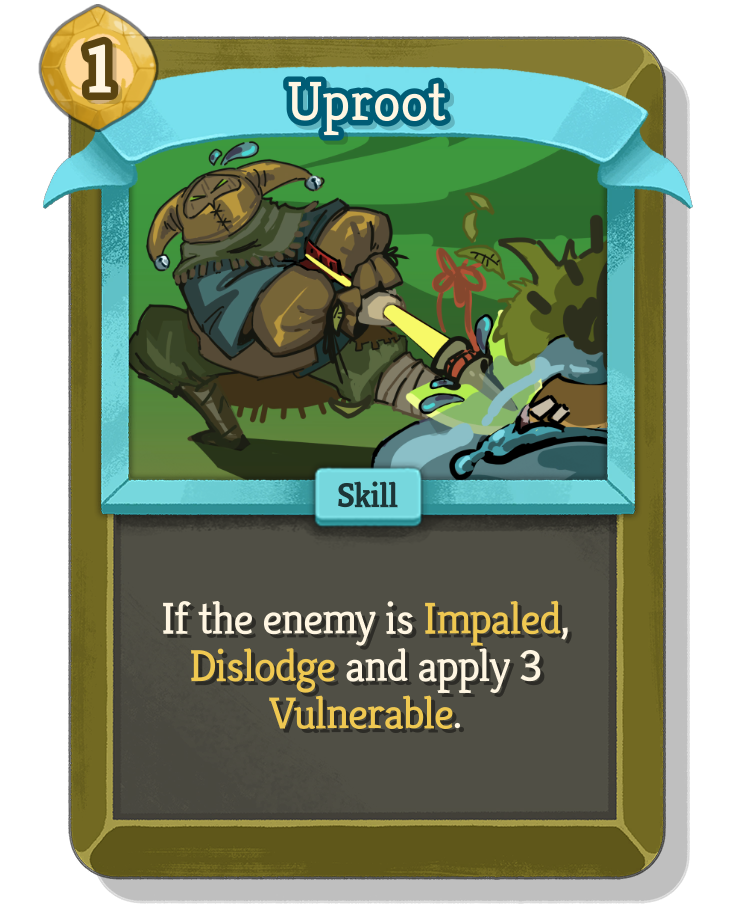 1
Uproot
Skill
If the enemy is Impaled,
Dislodge and apply 3
Vulnerable.